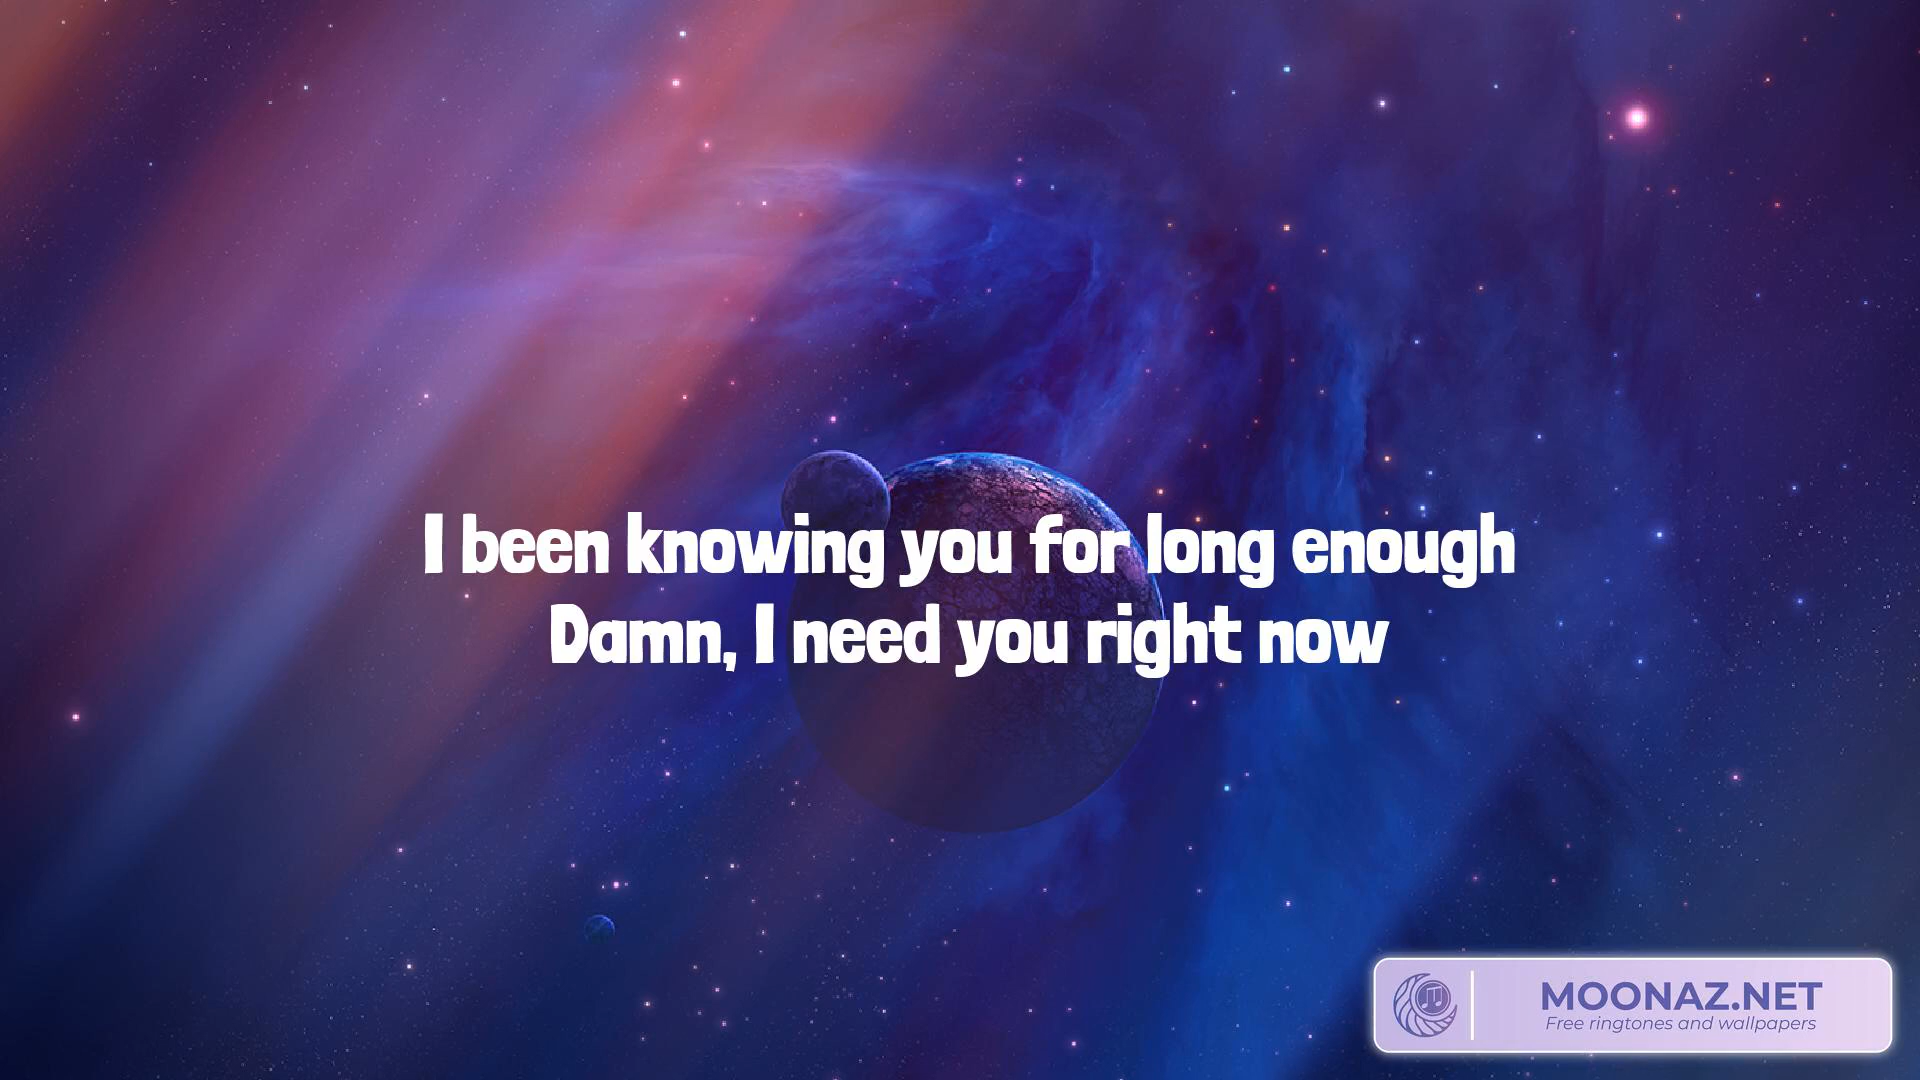 I been knowing you for long enough
Damn, I need you right now
MOONAZ.NET
Free ringtones and wallpapers